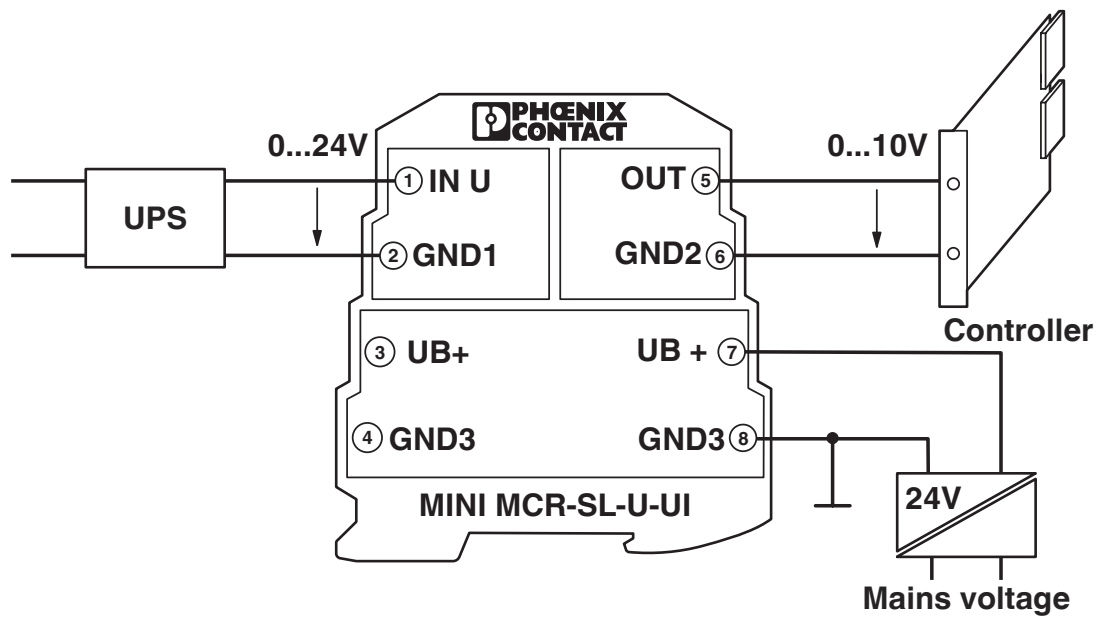 PHŒNIX
CONTACT
0...24V
0...10V
UPS
1 IN U
OUT 5
2 GND1
GND2 6
Controller
3 UB+
UB + 7
4 GND3
GND3 8
24V
MINI MCR-SL-U-UI
Mains voltage